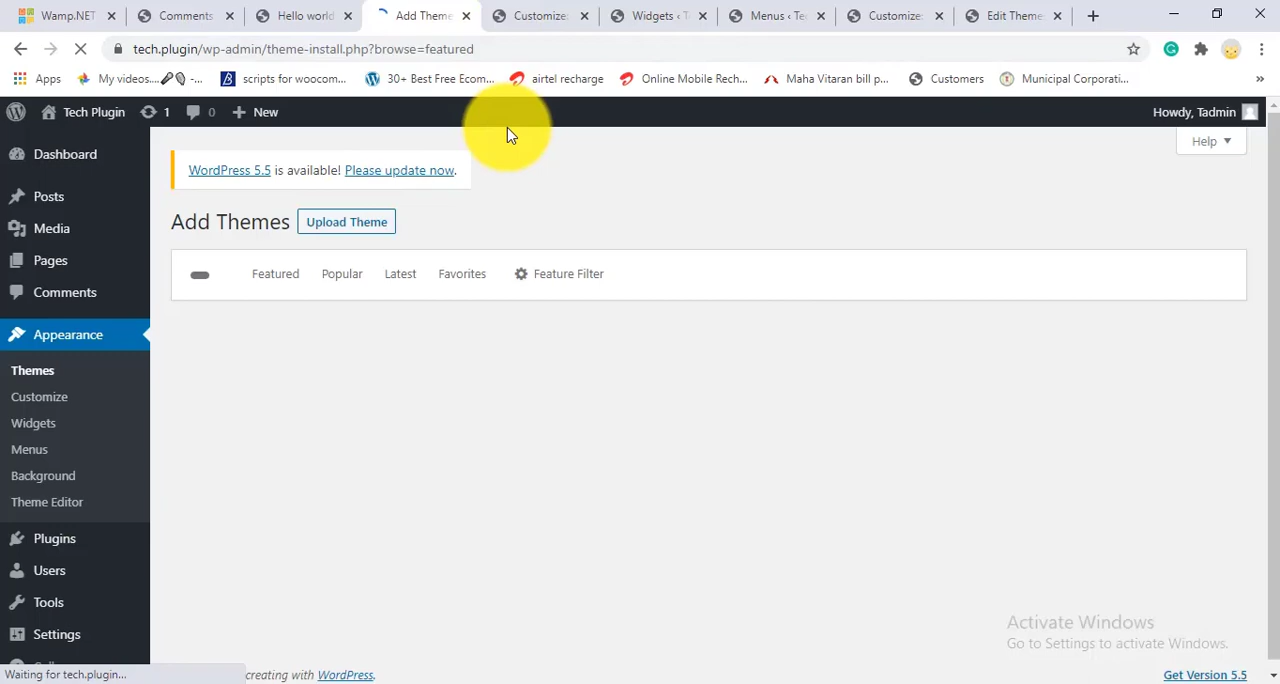 Wamp.NET
Comments
Hello world
Add Theme
Customize:
Widgets ‹ T
Menus ‹ Te
Customize:
Edit Theme
tech.plugin/wp-admin/theme-install.php?browse=featured
Apps
My videos....
scripts for woocom...
30+ Best Free Ecom...
airtel recharge
Online Mobile Rech...
Maha Vitaran bill p...
Customers
Municipal Corporati...
»
Tech Plugin
1
0
New
Howdy, Tadmin
Help
Dashboard
Posts
Media
Pages
Comments
Appearance
Themes
Customize
Widgets
Menus
Background
Theme Editor
Plugins
Users
Tools
Settings
WordPress 5.5 is available! Please update now.
Add Themes
Upload Theme
Featured
Popular
Latest
Favorites
Feature Filter
Activate Windows
Go to Settings to activate Windows.
Waiting for tech.plugin...
creating with WordPress.
Get Version 5.5